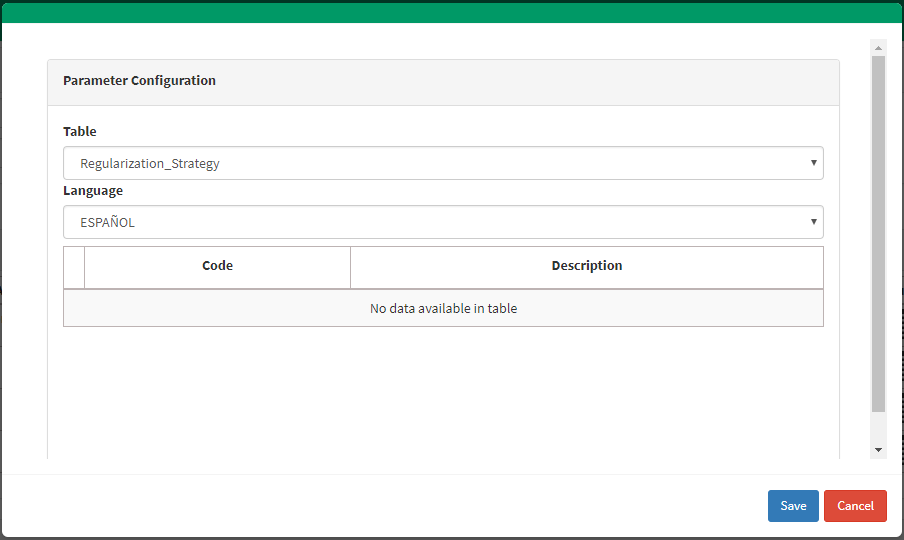 Parameter Configuration
Table
Regularization_Strategy
Language
ESPAÑOL
Code Description
No data available in table
Save Cancel